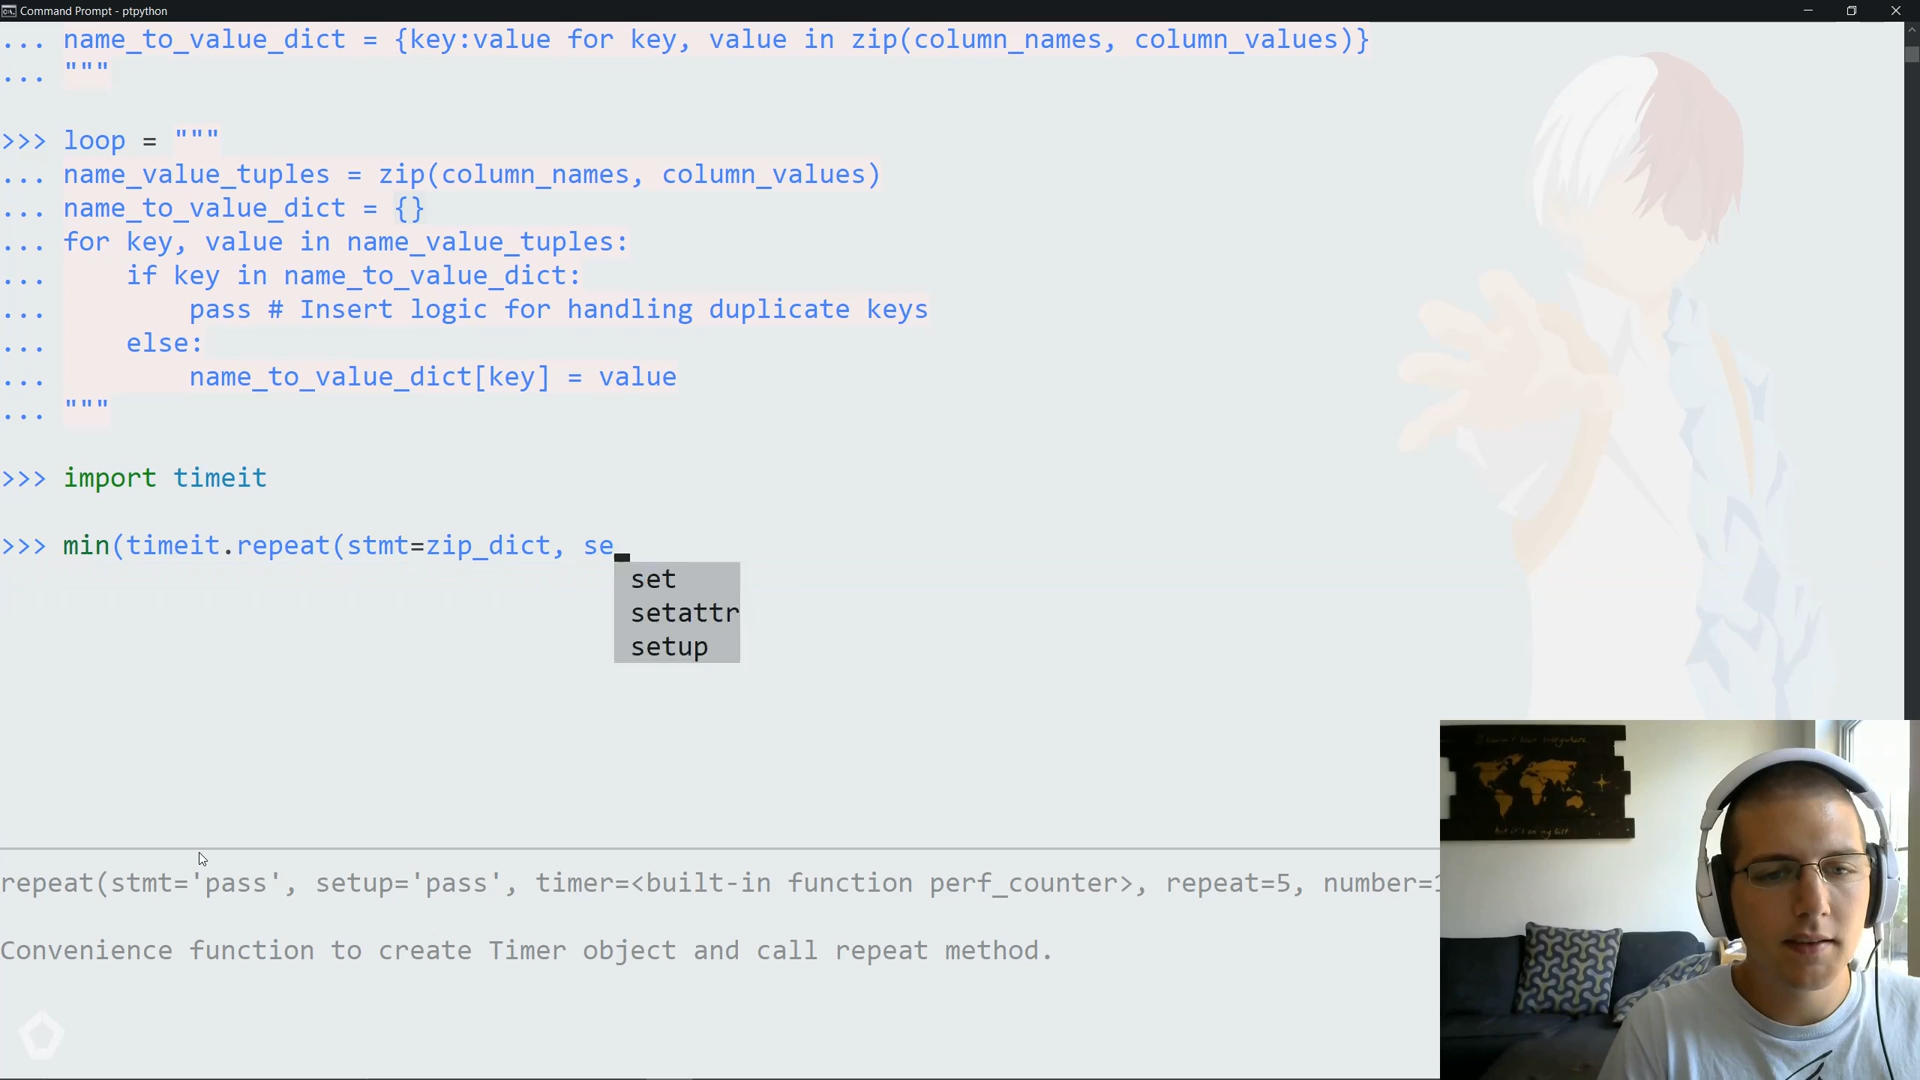 Command Prompt - ptpython
... name_to_value_dict = {key:value for key, value in zip(column_names, column_values)}
... """
>>> loop = """
... name_value_tuples = zip(column_names, column_values)
... name_to_value_dict = {}
... for key, value in name_value_tuples:
...     if key in name_to_value_dict:
...         pass # Insert logic for handling duplicate keys
...     else:
...         name_to_value_dict[key] = value
... """
>>> import timeit
>>> min(timeit.repeat(stmt=zip_dict, se
set
setattr
setup
repeat(stmt='pass', setup='pass', timer=<built-in function perf_counter>, repeat=5, number=
Convenience function to create Timer object and call repeat method.